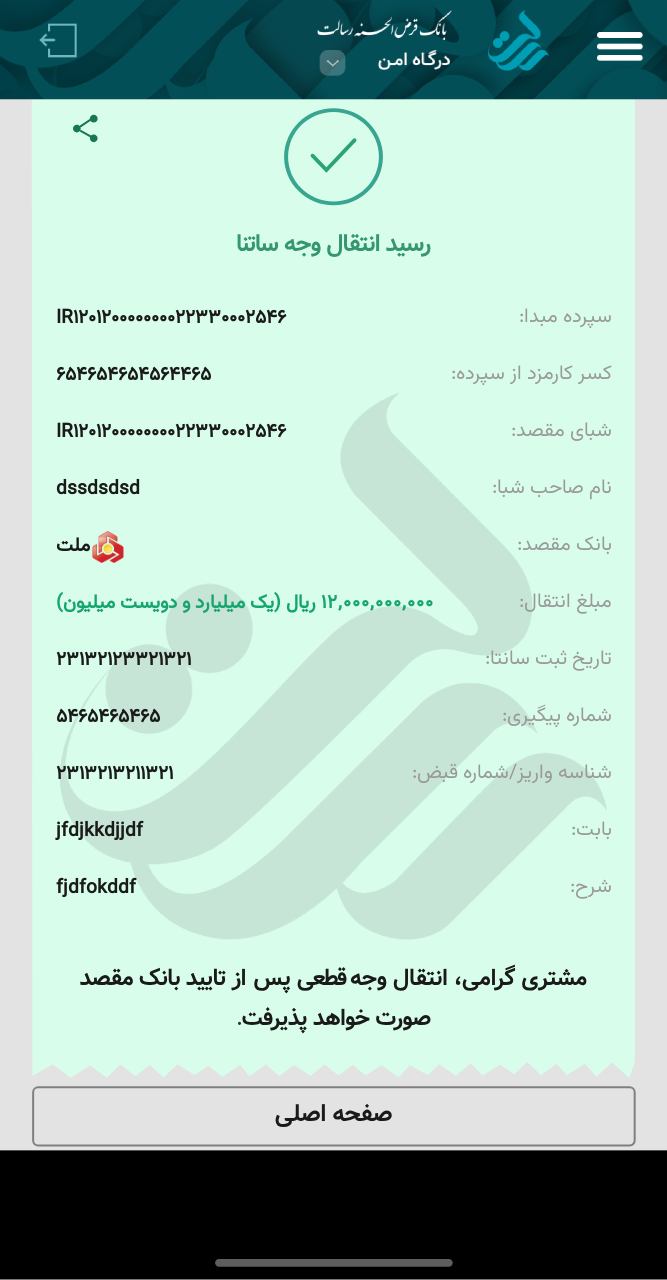 بانک قرض الحسنه رسالت
درگاه امن
رسید انتقال وجه ساتنا
سپرده مبدا: IR۱۲۰۱۲۰۰۰۰۰۰۰۰۲۲۳۳۰۰۰۲۵۴۶
کسر کارمزد از سپرده: ۶۵۴۶۵۴۶۵۴۵۶۴۴۶۵
شبای مقصد: IR۱۲۰۱۲۰۰۰۰۰۰۰۰۲۲۳۳۰۰۰۲۵۴۶
نام صاحب شبا: dssdsdsd
بانک مقصد: ملت
مبلغ انتقال: ۱۲,۰۰۰,۰۰۰,۰۰۰ ریال (یک میلیارد و دویست میلیون)
تاریخ ثبت سانتا: ۲۳۱۳۲۱۲۳۳۲۱۳۲۱
شماره پیگیری: ۵۴۶۵۴۶۵۴۶۵
شناسه واریز/شماره قبض: ۲۳۱۳۲۱۳۲۱۱۳۲۱
بابت: jfdjkkdjjdf
شرح: fjdfokddf
مشتری گرامی، انتقال وجه قطعی پس از تایید بانک مقصد
صورت خواهد پذیرفت.
صفحه اصلی